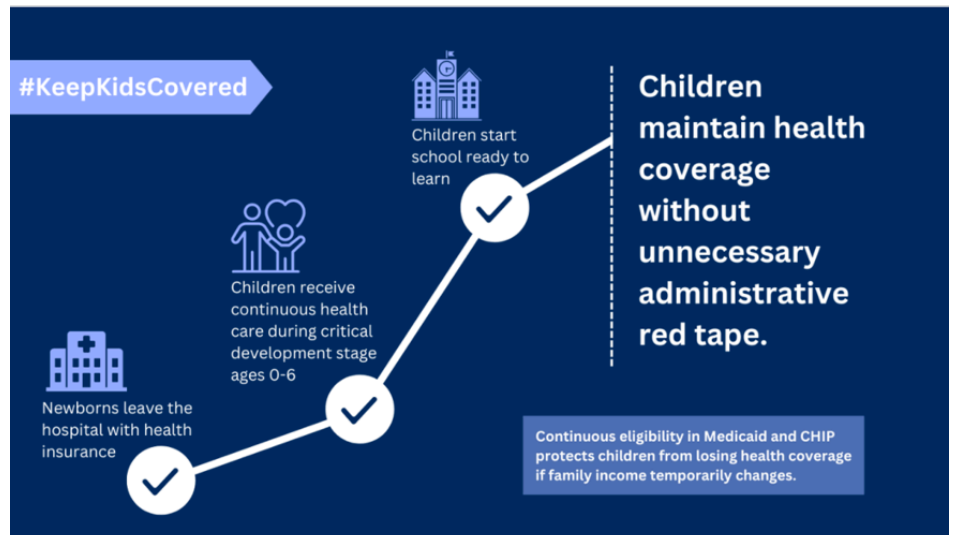 #KeepKidsCovered
Children start
school ready to
learn
Children receive
continuous health
care during critical
development stage
ages 0-6
Newborns leave the
hospital with health
insurance
Children
maintain health
coverage
without
unnecessary
administrative
red tape.
Continuous eligibility in Medicaid and CHIP
protects children from losing health coverage
if family income temporarily changes.